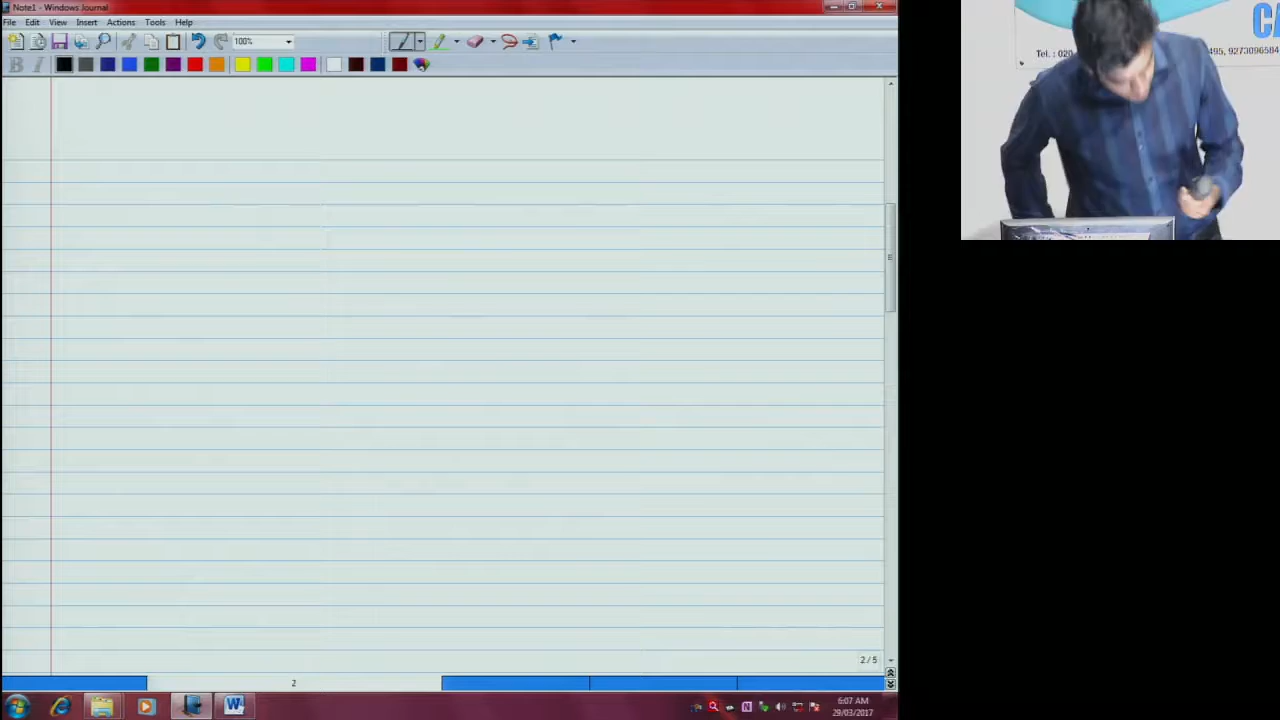 Note1 - Windows Journal
File Edit View Insert Actions Tools Help
100%
B I
2 / 5
2
6:07 AM
29/03/2017
Tel. : 020
495, 9273096584